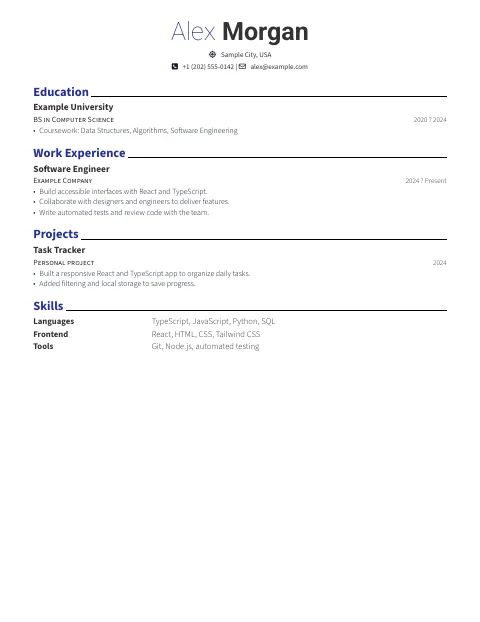 Alex Morgan
Sample City, USA
+1 (202) 555-0142 | alex@example.com
Education
Example University
BS in Computer Science 2020 ? 2024
• Coursework: Data Structures, Algorithms, Software Engineering
Work Experience
Software Engineer
Example Company 2024 ? Present
• Build accessible interfaces with React and TypeScript.
• Collaborate with designers and engineers to deliver features.
• Write automated tests and review code with the team.
Projects
Task Tracker
Personal project 2024
• Built a responsive React and TypeScript app to organize daily tasks.
• Added filtering and local storage to save progress.
Skills
Languages TypeScript, JavaScript, Python, SQL
Frontend React, HTML, CSS, Tailwind CSS
Tools Git, Node.js, automated testing